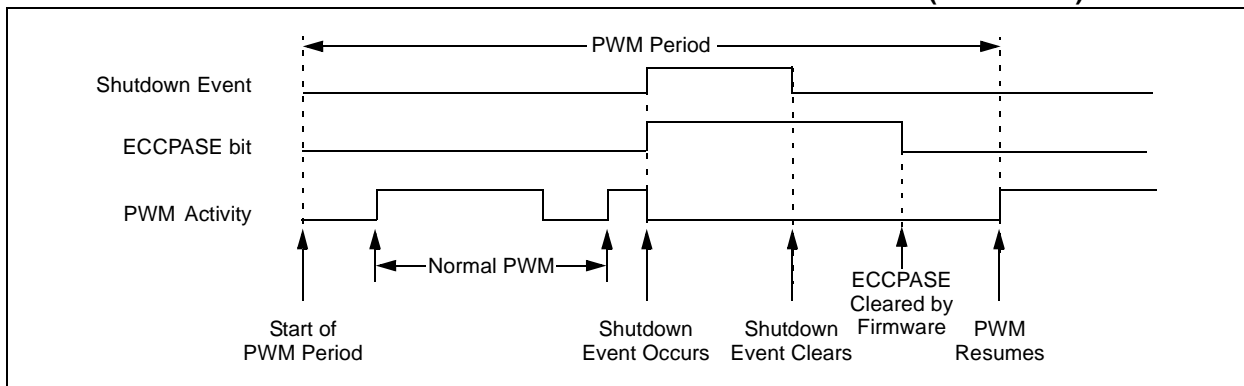 PWM Period
Shutdown Event
ECCPASE bit
PWM Activity
Normal PWM
Start of
PWM Period
Shutdown
Event Occurs
Shutdown
Event Clears
ECCPASE
Cleared by
Firmware
PWM
Resumes